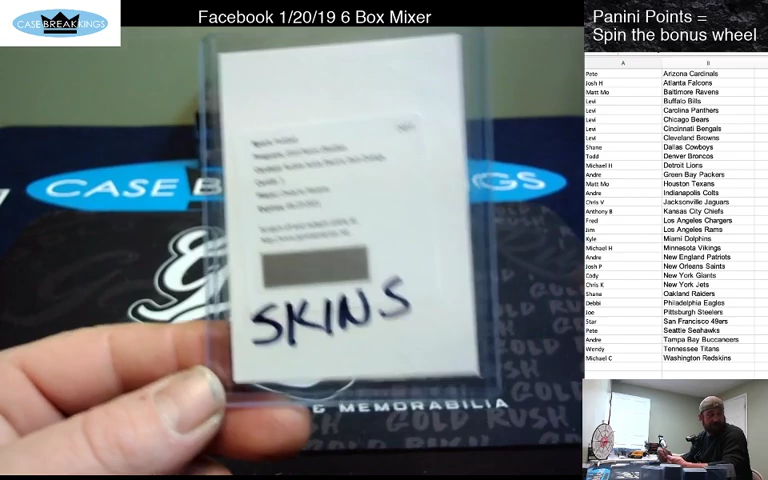 Facebook 1/20/19 6 Box Mixer
CASE BREAKKINGS
Panini Points =
Spin the bonus wheel
A B
Pete Arizona Cardinals
Josh H Atlanta Falcons
Matt Mo Baltimore Ravens
Levi Buffalo Bills
Levi Carolina Panthers
Levi Chicago Bears
Levi Cincinnati Bengals
Levi Cleveland Browns
Shane Dallas Cowboys
Todd Denver Broncos
Michael H Detroit Lions
Andre Green Bay Packers
Matt Mo Houston Texans
Andre Indianapolis Colts
Chris V Jacksonville Jaguars
Anthony B Kansas City Chiefs
Fred Los Angeles Chargers
Jim Los Angeles Rams
Kyle Miami Dolphins
Michael H Minnesota Vikings
Andre New England Patriots
Josh P New Orleans Saints
Cody New York Giants
Chris K New York Jets
Shane Oakland Raiders
Debbi Philadelphia Eagles
Joe Pittsburgh Steelers
Star San Francisco 49ers
Pete Seattle Seahawks
Andre Tampa Bay Buccaneers
Wendy Tennessee Titans
Michael C Washington Redskins
CASE B GS
SKINS
& MEMORABILIA
GOLD RUSH